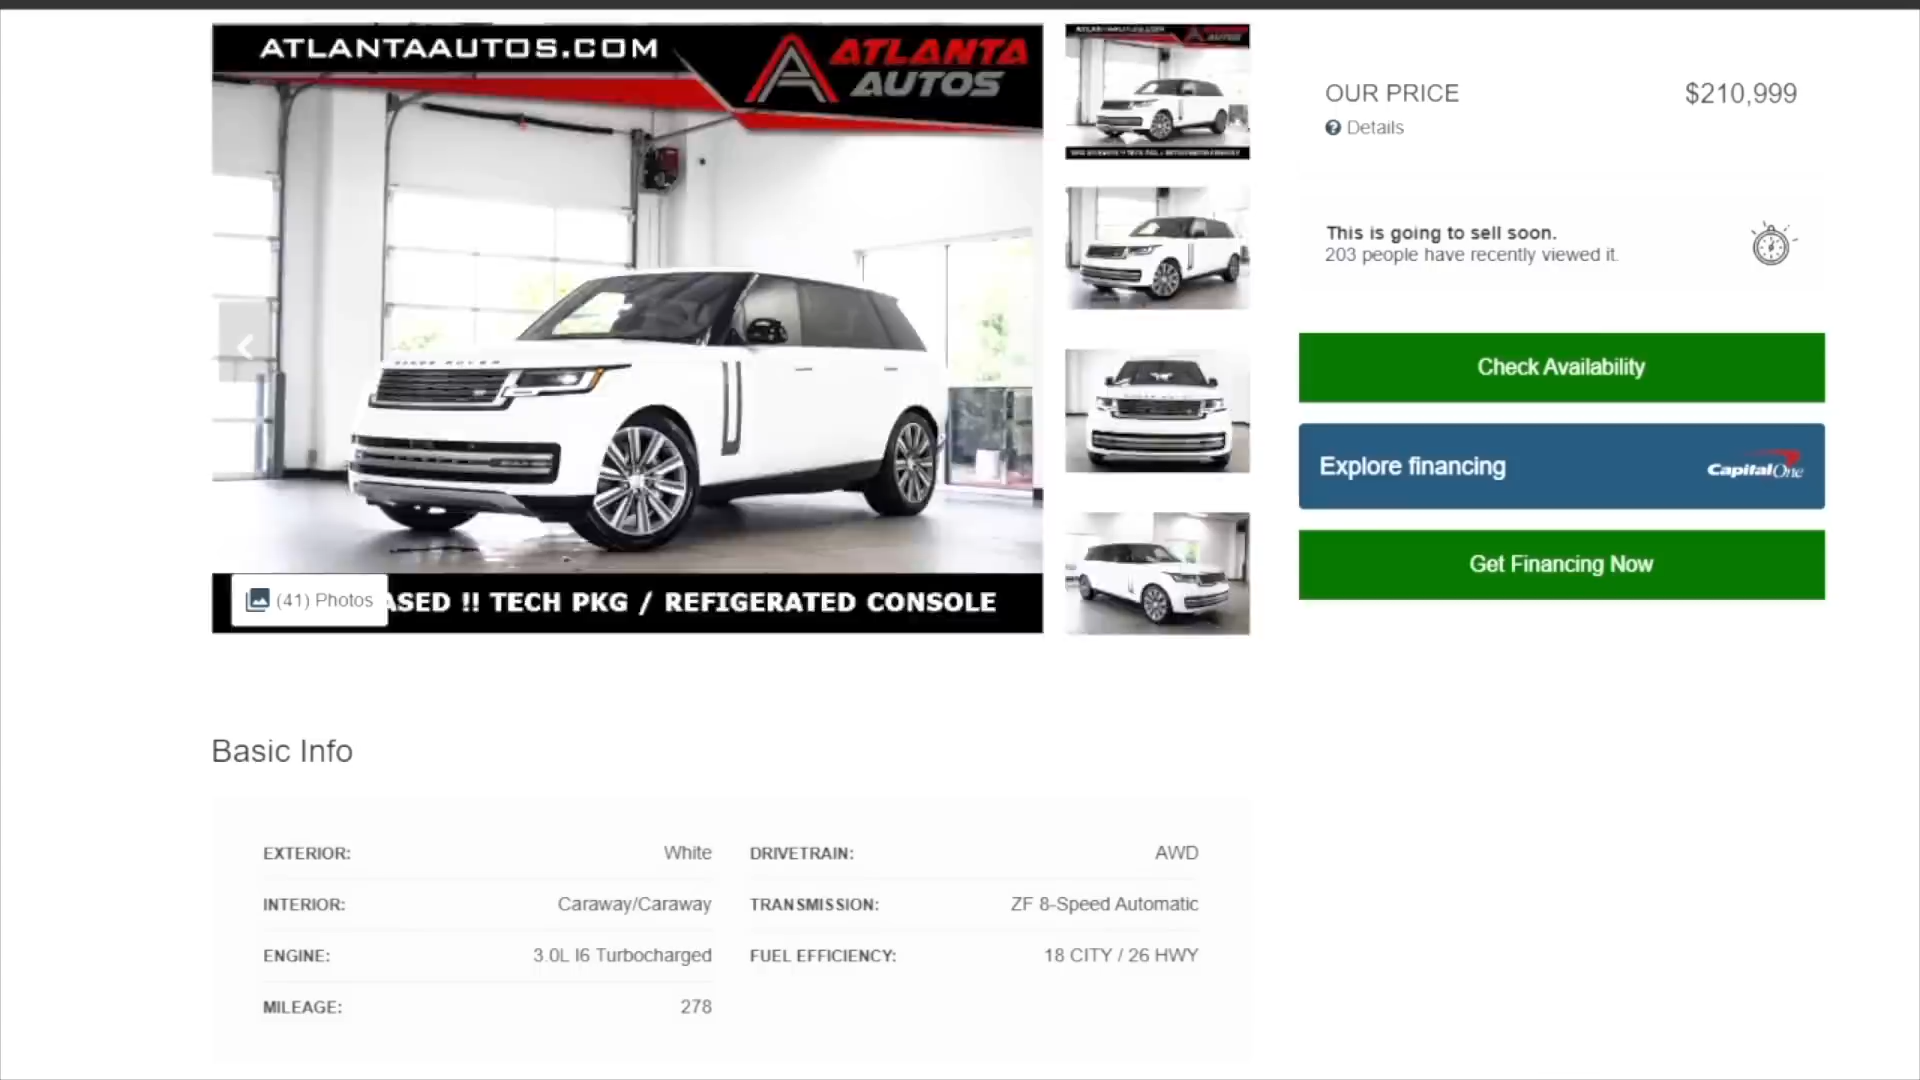 ATLANTAAUTOS.COM
ATLANTA
AUTOS
(41) Photos
ASED !! TECH PKG / REFIGERATED CONSOLE
OUR PRICE
$210,999
Details
This is going to sell soon.
203 people have recently viewed it.
Check Availability
Explore financing
Capital One
Get Financing Now
Basic Info
EXTERIOR: White
DRIVETRAIN: AWD
INTERIOR: Caraway/Caraway
TRANSMISSION: ZF 8-Speed Automatic
ENGINE: 3.0L I6 Turbocharged
FUEL EFFICIENCY: 18 CITY / 26 HWY
MILEAGE: 278